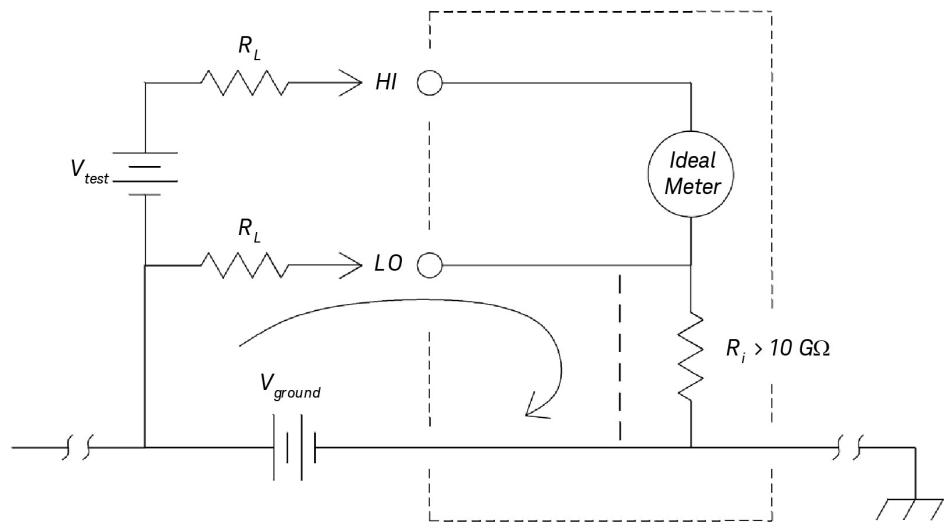 R_L
HI
V_test
Ideal
Meter
R_L
LO
R_i > 10 GΩ
V_ground